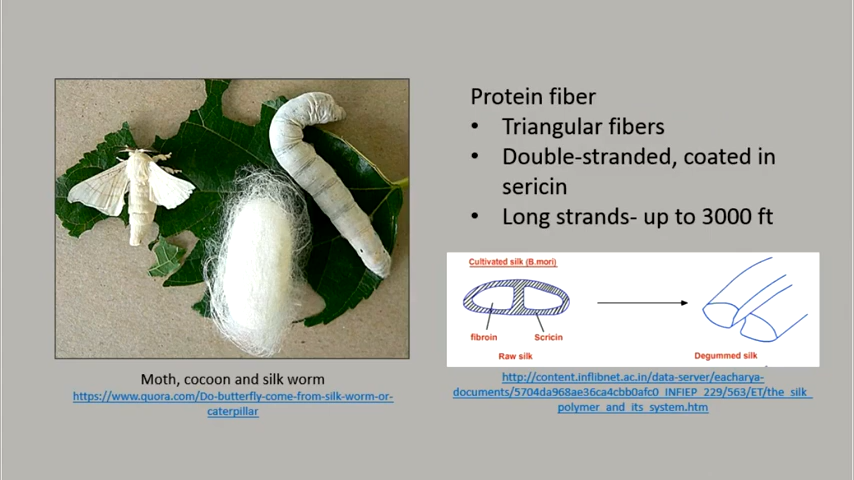 Protein fiber
• Triangular fibers
• Double-stranded, coated in
sericin
• Long strands- up to 3000 ft
Cultivated silk (B.mori)
fibroin
Scricin
Raw silk
Degummed silk
Moth, cocoon and silk worm
https://www.quora.com/Do-butterfly-come-from-silk-worm-or-
caterpillar
http://content.inflibnet.ac.in/data-server/eacharya-
documents/5704da968ae36ca4cbb0afc0_INFIEP_229/563/ET/the_silk_
polymer_and_its_system.htm